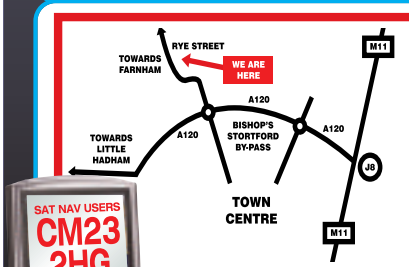 RYE STREET
TOWARDS
FARNHAM
WE ARE
HERE
M11
A120
A120
BISHOP'S
STORTFORD
BY-PASS
A120
TOWARDS
LITTLE
HADHAM
J8
TOWN
CENTRE
M11
SAT NAV USERS
CM23
2HG